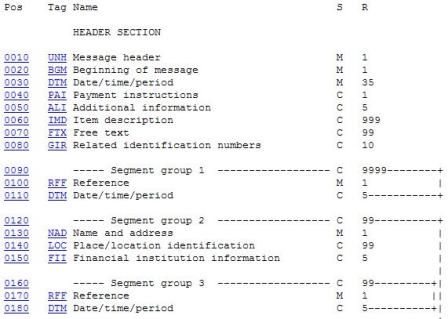 Pos Tag Name S R
HEADER SECTION
0010 UNH Message header M 1
0020 BGM Beginning of message M 1
0030 DTM Date/time/period M 35
0040 PAI Payment instructions C 1
0050 ALI Additional information C 5
0060 IMD Item description C 999
0070 FTX Free text C 99
0080 GIR Related identification numbers C 10
0090 ----- Segment group 1 ------------------ C 9999--------+
0100 RFF Reference M 1 |
0110 DTM Date/time/period C 5-----------+
0120 ----- Segment group 2 ------------------ C 99----------+
0130 NAD Name and address M 1 |
0140 LOC Place/location identification C 99 |
0150 FII Financial institution information C 5 |
|
0160 ----- Segment group 3 ------------------ C 99---------+|
0170 RFF Reference M 1 ||
0180 DTM Date/time/period C 5----------+|